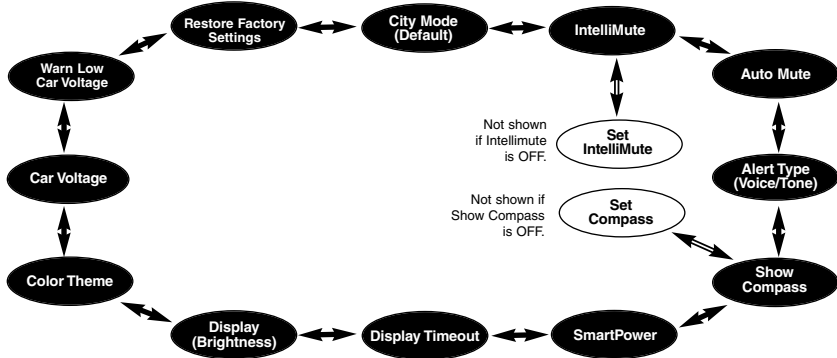 Restore Factory
Settings
City Mode
(Default)
IntelliMute
Warn Low
Car Voltage
Auto Mute
Not shown
if Intellimute
is OFF.
Set
IntelliMute
Car Voltage
Alert Type
(Voice/Tone)
Not shown if
Show Compass
is OFF.
Set
Compass
Color Theme
Show
Compass
Display
(Brightness)
Display Timeout
SmartPower